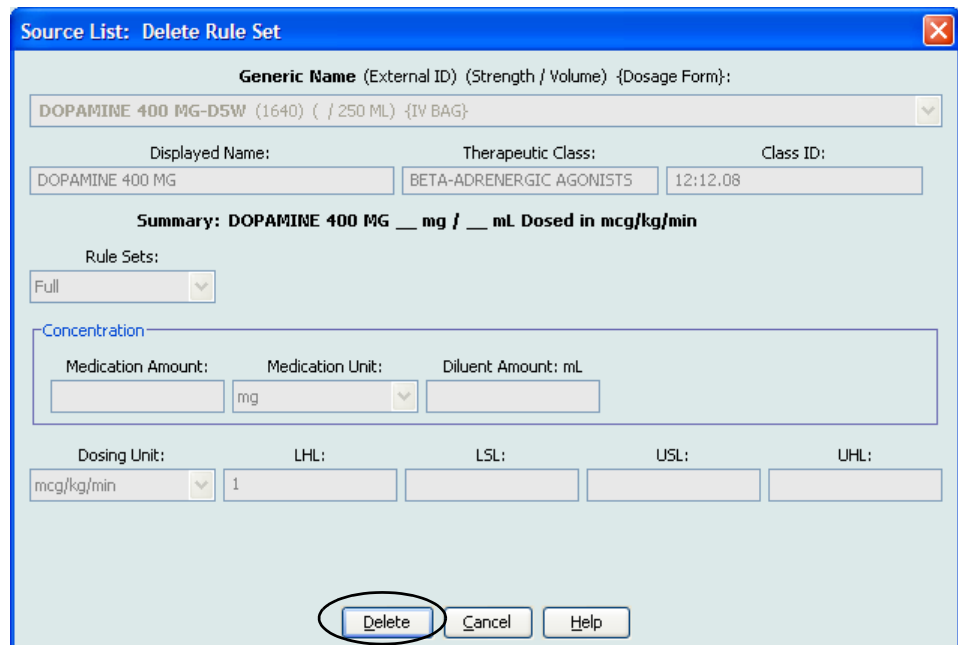 Source List: Delete Rule Set
Generic Name (External ID) (Strength / Volume) {Dosage Form}:
DOPAMINE 400 MG-D5W (1640) ( / 250 ML) {IV BAG}
Displayed Name: Therapeutic Class: Class ID:
DOPAMINE 400 MG BETA-ADRENERGIC AGONISTS 12:12.08
Summary: DOPAMINE 400 MG __ mg / __ mL Dosed in mcg/kg/min
Rule Sets:
Full
Concentration
Medication Amount: Medication Unit: Diluent Amount: mL
mg
Dosing Unit: LHL: LSL: USL: UHL:
mcg/kg/min 1
Delete Cancel Help